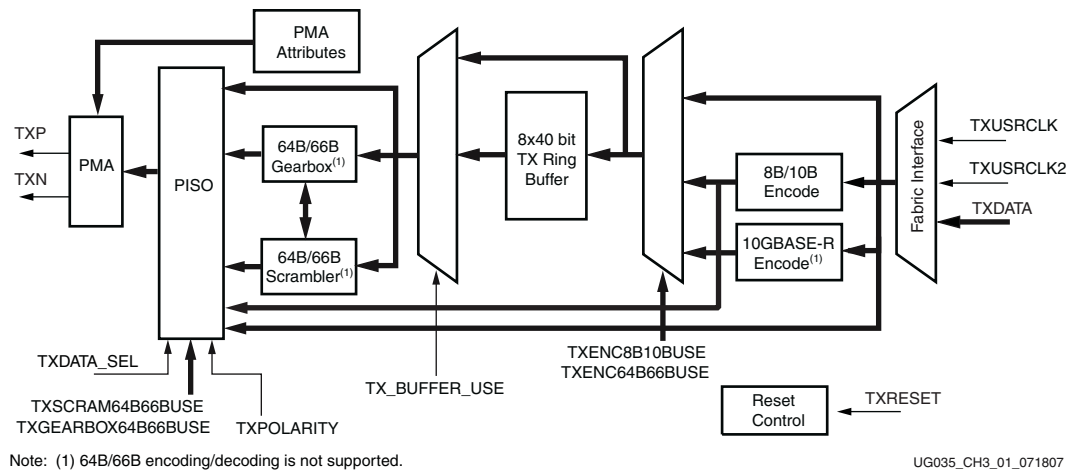 PMA
Attributes
TXP
TXN
PMA
PISO
64B/66B
Gearbox(1)
64B/66B
Scrambler(1)
8x40 bit
TX Ring
Buffer
8B/10B
Encode
10GBASE-R
Encode(1)
Fabric Interface
TXUSRCLK
TXUSRCLK2
TXDATA
TXDATA_SEL
TXSCRAM64B66BUSE
TXGEARBOX64B66BUSE
TXPOLARITY
TX_BUFFER_USE
TXENC8B10BUSE
TXENC64B66BUSE
Reset
Control
TXRESET
Note: (1) 64B/66B encoding/decoding is not supported.
UG035_CH3_01_071807